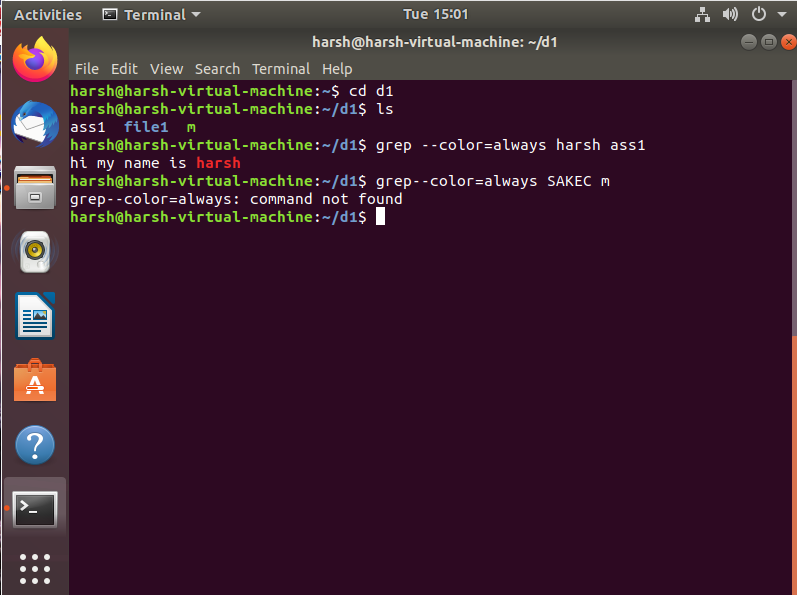 Activities Terminal Tue 15:01
harsh@harsh-virtual-machine: ~/d1
File Edit View Search Terminal Help
harsh@harsh-virtual-machine:~$ cd d1
harsh@harsh-virtual-machine:~/d1$ ls
ass1  file1  m
harsh@harsh-virtual-machine:~/d1$ grep --color=always harsh ass1
hi my name is harsh
harsh@harsh-virtual-machine:~/d1$ grep--color=always SAKEC m
grep--color=always: command not found
harsh@harsh-virtual-machine:~/d1$